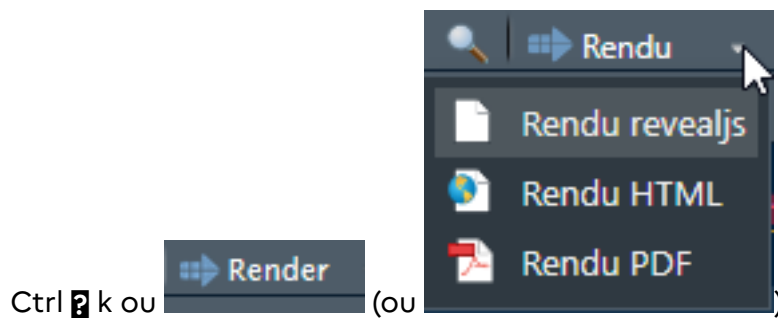 Rendu
Rendu revealjs
Rendu HTML
Rendu PDF
Ctrl ? k ou Render (ou )